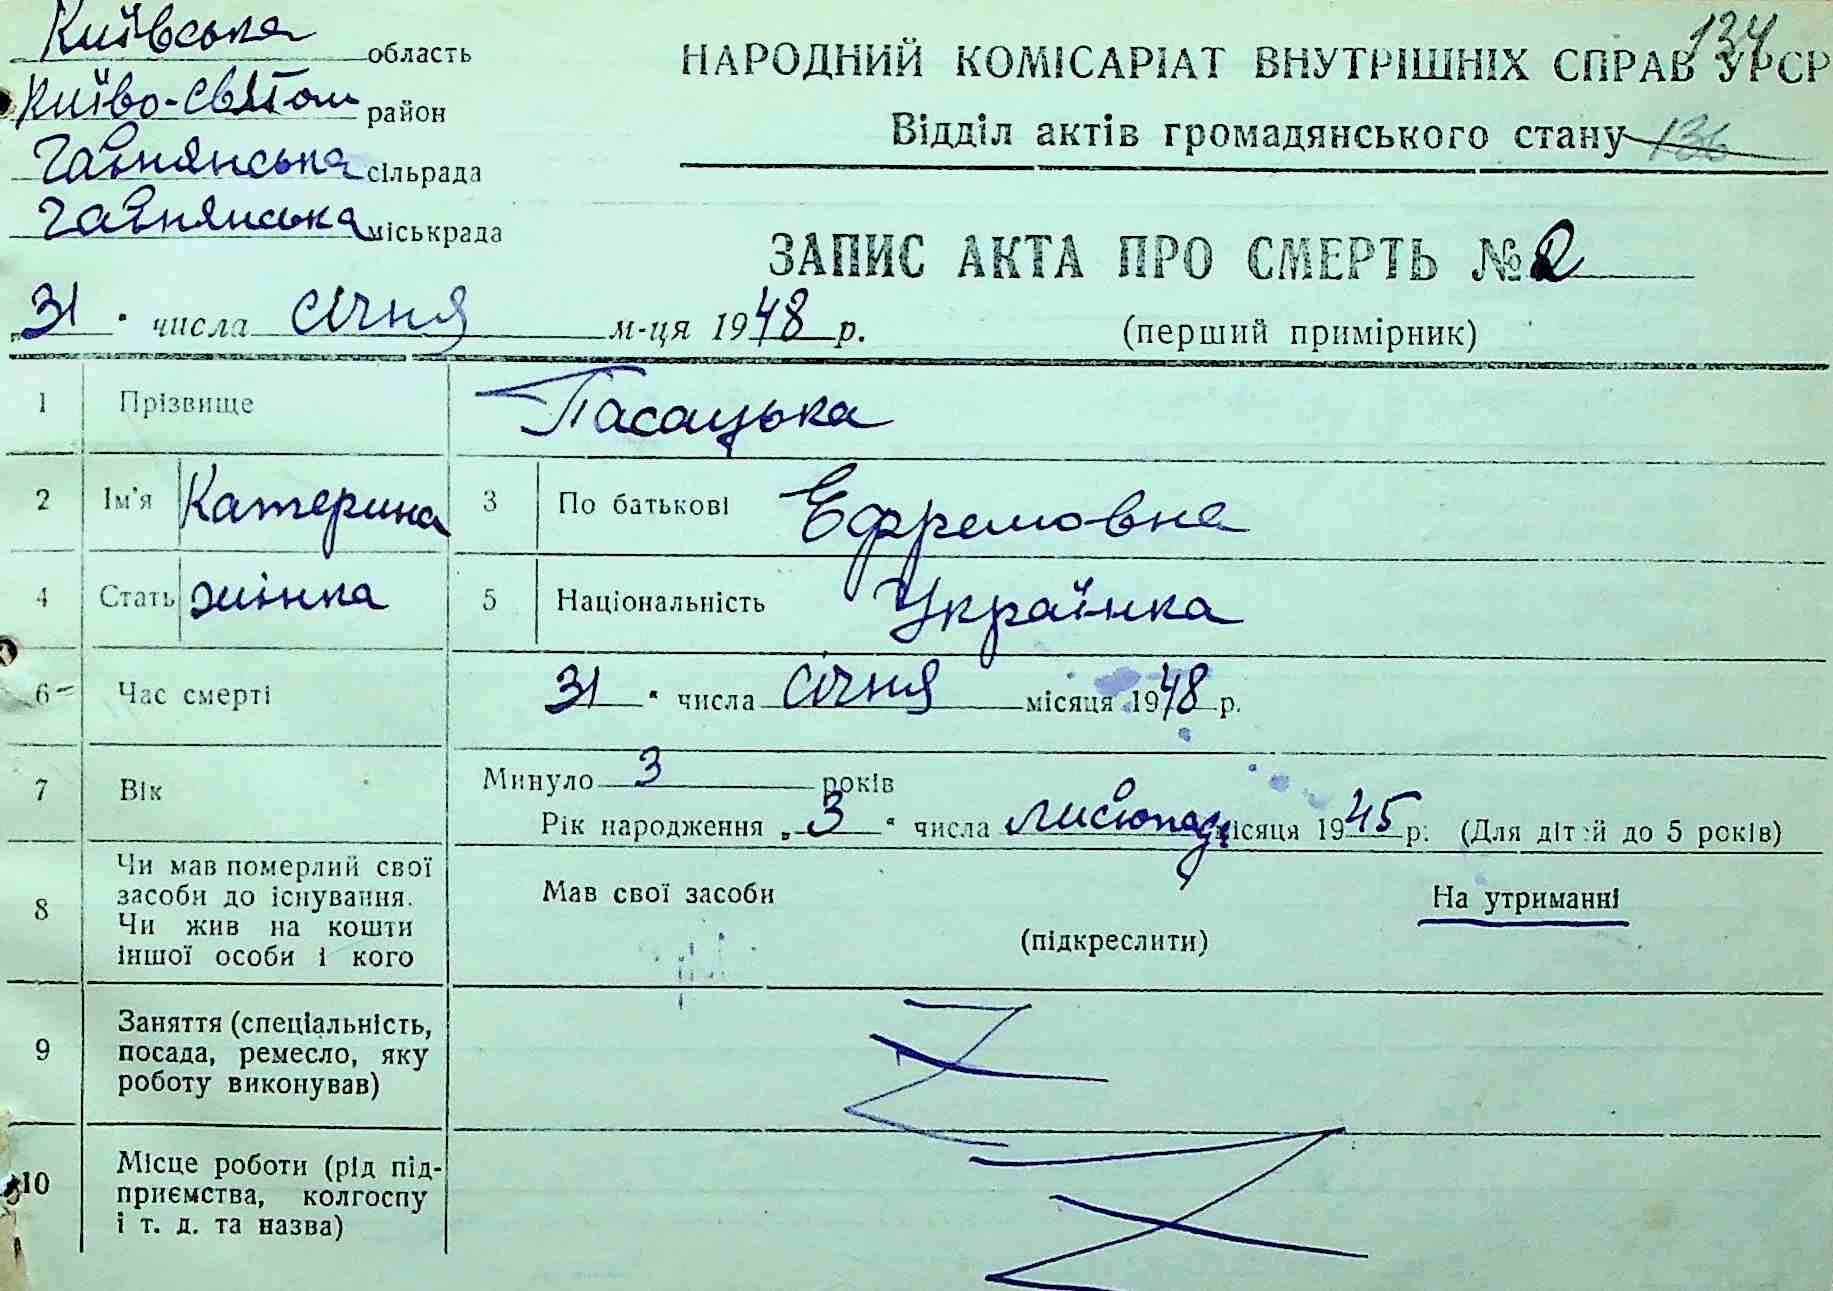 134
Київська область
Києво-Святош район
Гатнянська сільрада
Гатнянська міськрада
НАРОДНИЙ КОМІСАРІАТ ВНУТРІШНІХ СПРАВ УРСР
Відділ актів громадянського стану 136
ЗАПИС АКТА ПРО СМЕРТЬ № 2
31 " числа січня м-ця 1948 р.
(перший примірник)
1 Прізвище Пасацька
2 Ім'я Катерина 3 По батькові Ефремовна
4 Стать жінка 5 Національність Українка
6 Час смерті 31 " числа січня місяця 1948 р.
7 Вік Минуло 3 років
Рік народження „ 3 " числа листопад місяця 1945 р. (Для дітей до 5 років)
8 Чи мав померлий свої
засоби до існування.
Чи жив на кошти
іншої особи і кого
Мав свої засоби На утриманні
(підкреслити)
9 Заняття (спеціальність,
посада, ремесло, яку
роботу виконував)
10 Місце роботи (рід під-
приємства, колгоспу
і т. д. та назва)